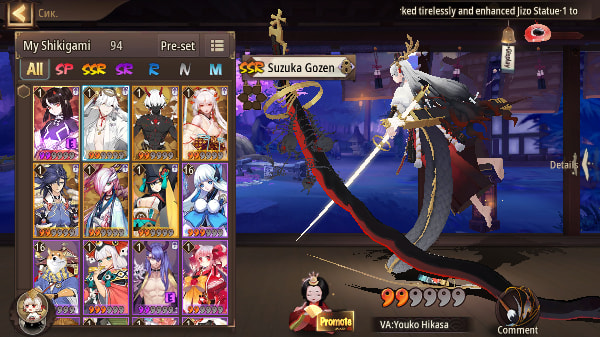 Сик.
ked tirelessly and enhanced Jizo Statue·1 to
My Shikigami 94 Pre-set
All SP SSR SR R N M
SSR Suzuka Gozen
Display
Details
16
16
999999
Promote
VA:Youko Hikasa
Comment